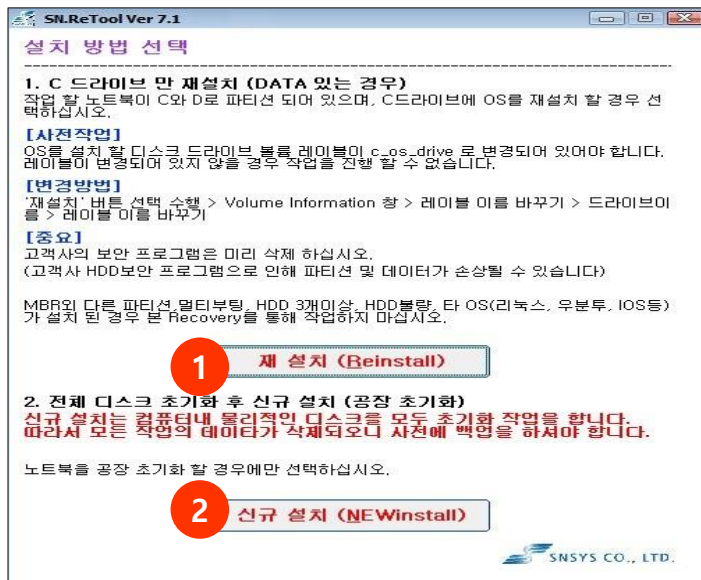 SN.ReTool Ver 7.1
설치 방법 선택
1. C 드라이브 만 재설치 (DATA 있는 경우)
작업 할 노트북이 C와 D로 파티션 되어 있으며, C드라이브에 OS를 재설치 할 경우 선
택하십시오.
[사전작업]
OS를 설치 할 디스크 드라이브 볼륨 레이블이 c_os_drive 로 변경되어 있어야 합니다.
레이블이 변경되어 있지 않을 경우 작업을 진행 할 수 없습니다.
[변경방법]
'재설치' 버튼 선택 수행 > Volume Information 창 > 레이블 이름 바꾸기 > 드라이브이
름 > 레이블 이름 바꾸기
[중요]
고객사의 보안 프로그램은 미리 삭제 하십시오.
(고객사 HDD보안 프로그램으로 인해 파티션 및 데이터가 손상될 수 있습니다)
MBR외 다른 파티션,멀티부팅, HDD 3개이상, HDD불량, 타 OS(리눅스, 우분투, IOS등)
가 설치 된 경우 본 Recovery를 통해 작업하지 마십시오.
1 재 설치 (Reinstall)
2. 전체 디스크 초기화 후 신규 설치 (공장 초기화)
신규 설치는 컴퓨터내 물리적인 디스크를 모두 초기화 작업을 합니다.
따라서 모든 작업의 데이타가 삭제되오니 사전에 백업을 하셔야 합니다.
노트북을 공장 초기화 할 경우에만 선택하십시오.
2 신규 설치 (NEWinstall)
SNSYS CO., LTD.